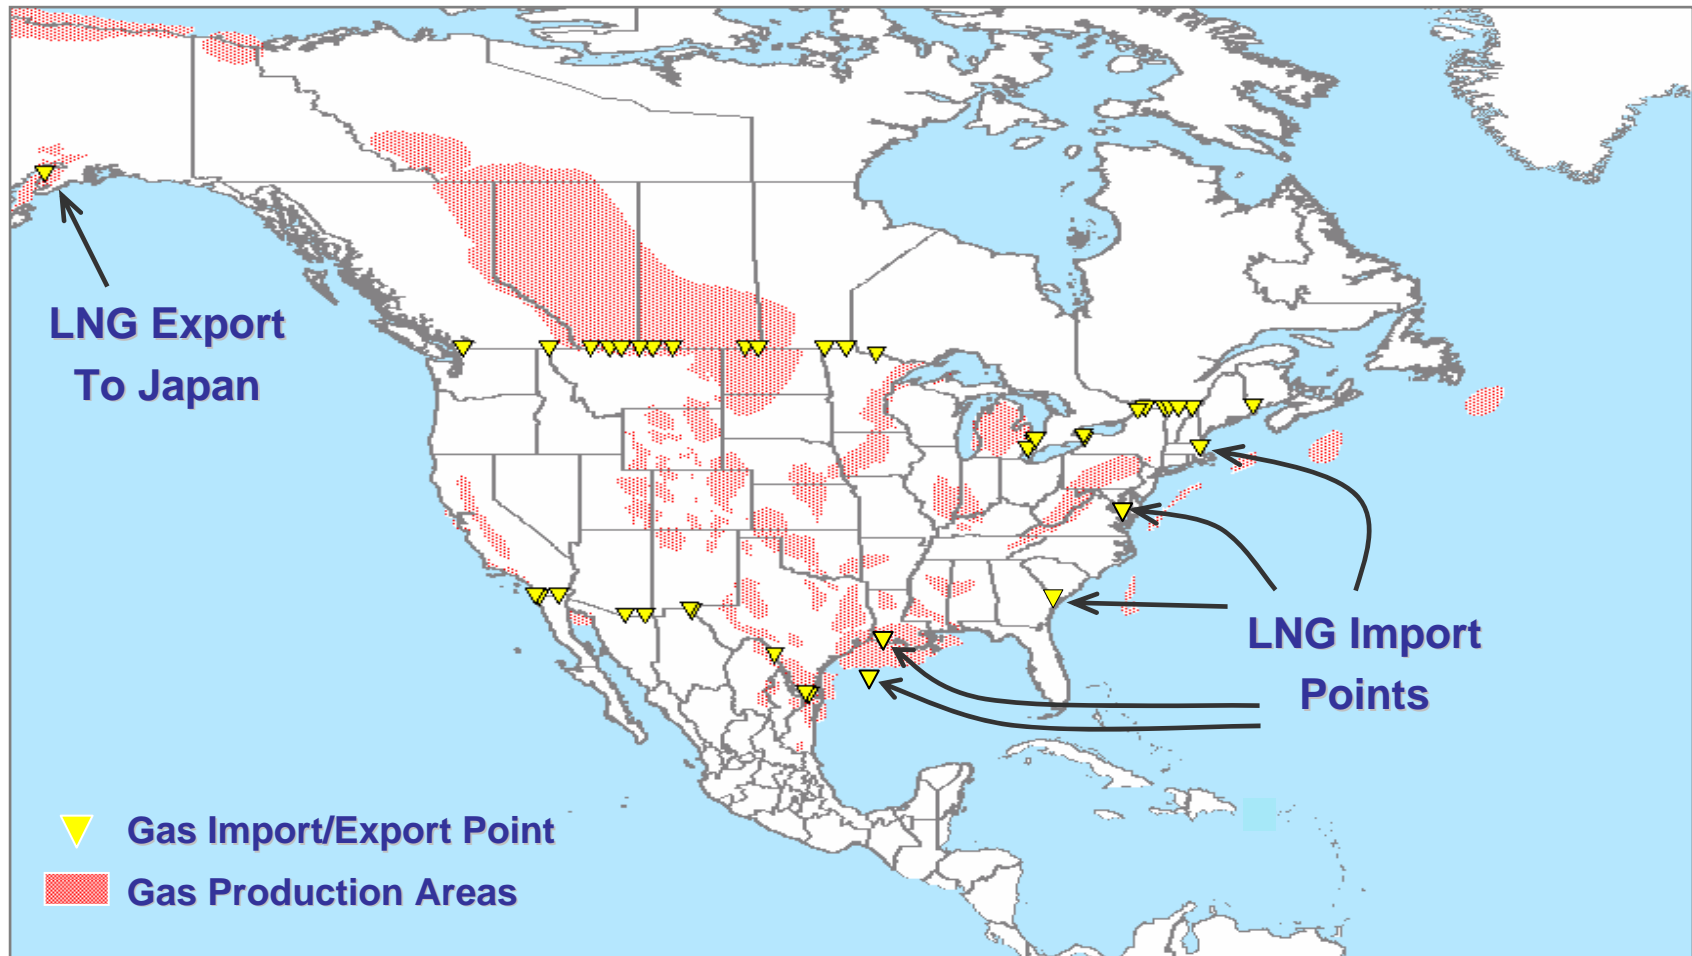 LNG Export
To Japan
LNG Import
Points
Gas Import/Export Point
Gas Production Areas